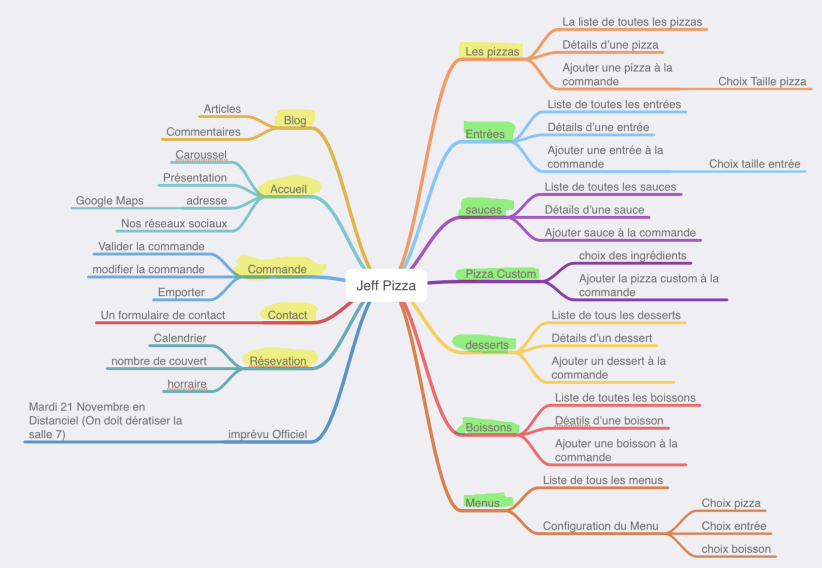 Jeff Pizza
Blog
Articles
Commentaires
Accueil
Caroussel
Présentation
adresse
Google Maps
Nos réseaux sociaux
Commande
Valider la commande
modifier la commande
Emporter
Contact
Un formulaire de contact
Résevation
Calendrier
nombre de couvert
horraire
imprévu Officiel
Mardi 21 Novembre en
Distanciel (On doit dératiser la
salle 7)
Les pizzas
La liste de toutes les pizzas
Détails d'une pizza
Ajouter une pizza à la
commande
Choix Taille pizza
Entrées
Liste de toutes les entrées
Détails d'une entrée
Ajouter une entrée à la
commande
Choix taille entrée
sauces
Liste de toutes les sauces
Détails d'une sauce
Ajouter sauce à la commande
Pizza Custom
choix des ingrédients
Ajouter la pizza custom à la
commande
desserts
Liste de tous les desserts
Détails d'un dessert
Ajouter un dessert à la
commande
Boissons
Liste de toutes les boissons
Déatils d'une boisson
Ajouter une boisson à la
commande
Menus
Liste de tous les menus
Configuration du Menu
Choix pizza
Choix entrée
choix boisson